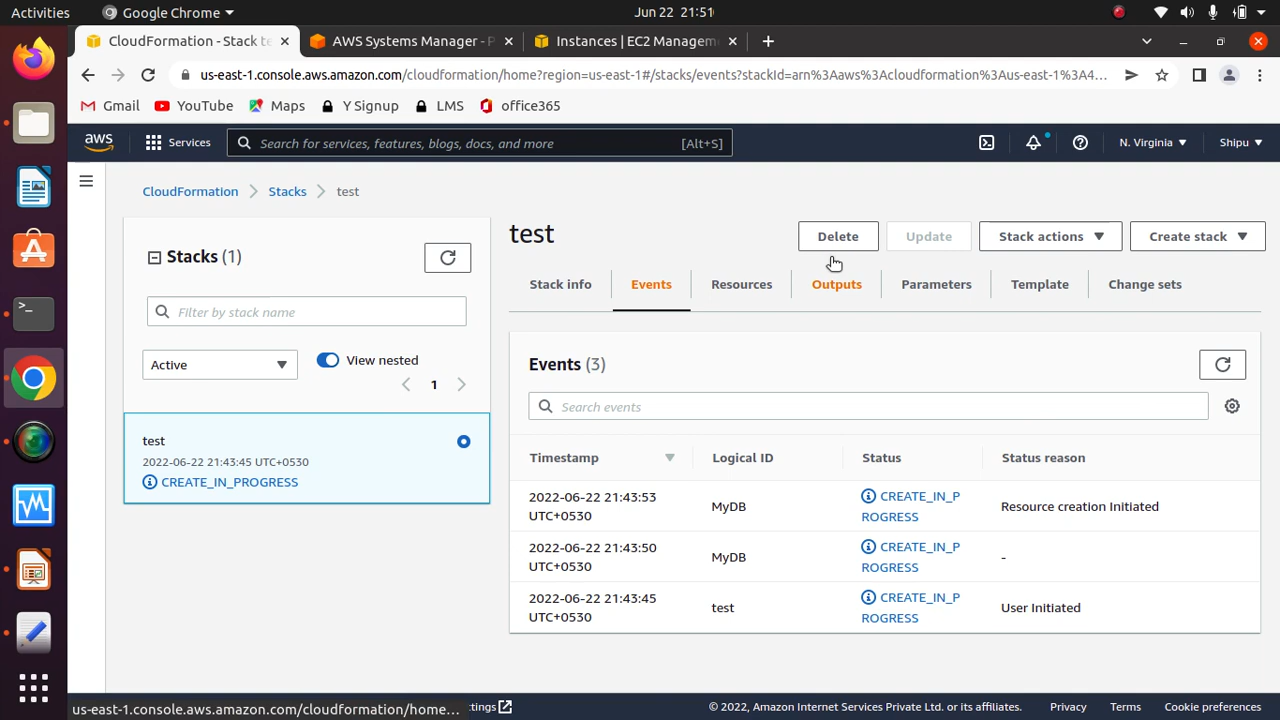 Activities
Google Chrome
Jun 22 21:51
CloudFormation - Stack te
AWS Systems Manager - P
Instances | EC2 Managem
us-east-1.console.aws.amazon.com/cloudformation/home?region=us-east-1#/stacks/events?stackId=arn%3Aaws%3Acloudformation%3Aus-east-1%3A4...
Gmail
YouTube
Maps
Y Signup
LMS
office365
aws
Services
Search for services, features, blogs, docs, and more
[Alt+S]
N. Virginia
Shipu
CloudFormation
Stacks
test
Stacks (1)
Filter by stack name
Active
View nested
1
test
2022-06-22 21:43:45 UTC+0530
CREATE_IN_PROGRESS
test
Delete
Update
Stack actions
Create stack
Stack info
Events
Resources
Outputs
Parameters
Template
Change sets
Events (3)
Search events
Timestamp
Logical ID
Status
Status reason
2022-06-22 21:43:53
UTC+0530
MyDB
CREATE_IN_P
ROGRESS
Resource creation Initiated
2022-06-22 21:43:50
UTC+0530
MyDB
CREATE_IN_P
ROGRESS
-
2022-06-22 21:43:45
UTC+0530
test
CREATE_IN_P
ROGRESS
User Initiated
us-east-1.console.aws.amazon.com/cloudformation/home...
ttings
© 2022, Amazon Internet Services Private Ltd. or its affiliates.
Privacy
Terms
Cookie preferences